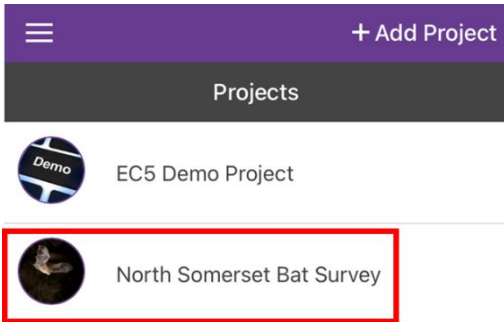 + Add Project
Projects
Demo
EC5 Demo Project
North Somerset Bat Survey